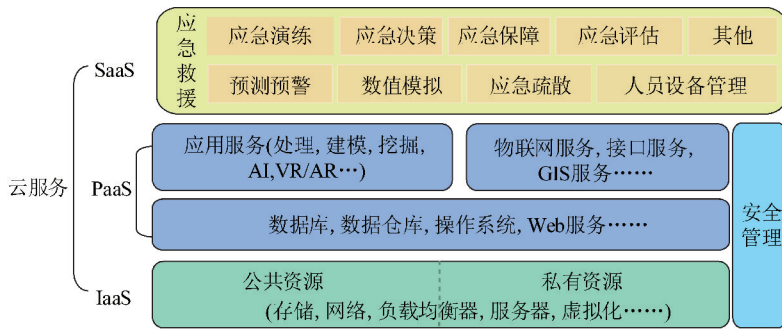 云服务
SaaS
应急救援
应急演练 应急决策 应急保障 应急评估 其他
预测预警 数值模拟 应急疏散 人员设备管理
PaaS
应用服务(处理, 建模, 挖掘,
AI,VR/AR…)
物联网服务, 接口服务,
GIS服务……
数据库, 数据仓库, 操作系统, Web服务……
IaaS
公共资源 私有资源
(存储, 网络, 负载均衡器, 服务器, 虚拟化……)
安全
管理